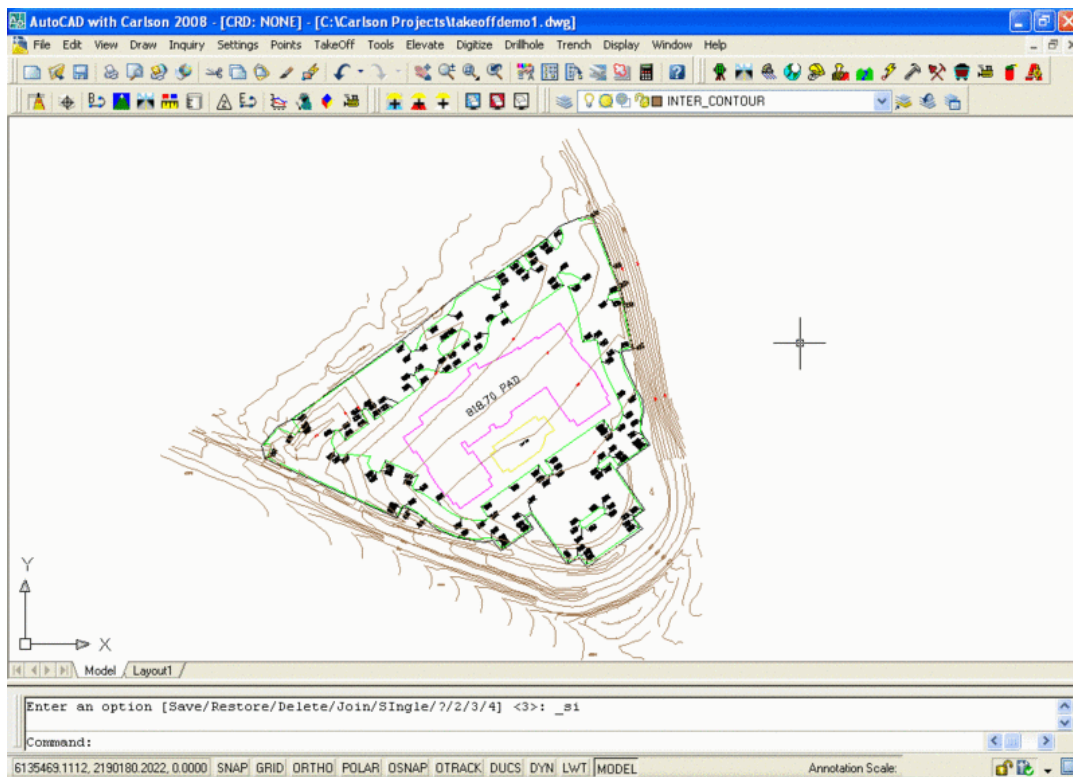 AutoCAD with Carlson 2008 - [CRD: NONE] - [C:\Carlson Projects\takeoffdemo1.dwg]
File Edit View Draw Inquiry Settings Points TakeOff Tools Elevate Digitize Drillhole Trench Display Window Help
INTER_CONTOUR
818.70 PAD
Y
X
Model Layout1
Enter an option [Save/Restore/Delete/Join/SIngle/?/2/3/4] <3>: _si
Command:
6135469.1112, 2190180.2022, 0.0000 SNAP GRID ORTHO POLAR OSNAP OTRACK DUCS DYN LWT MODEL Annotation Scale: